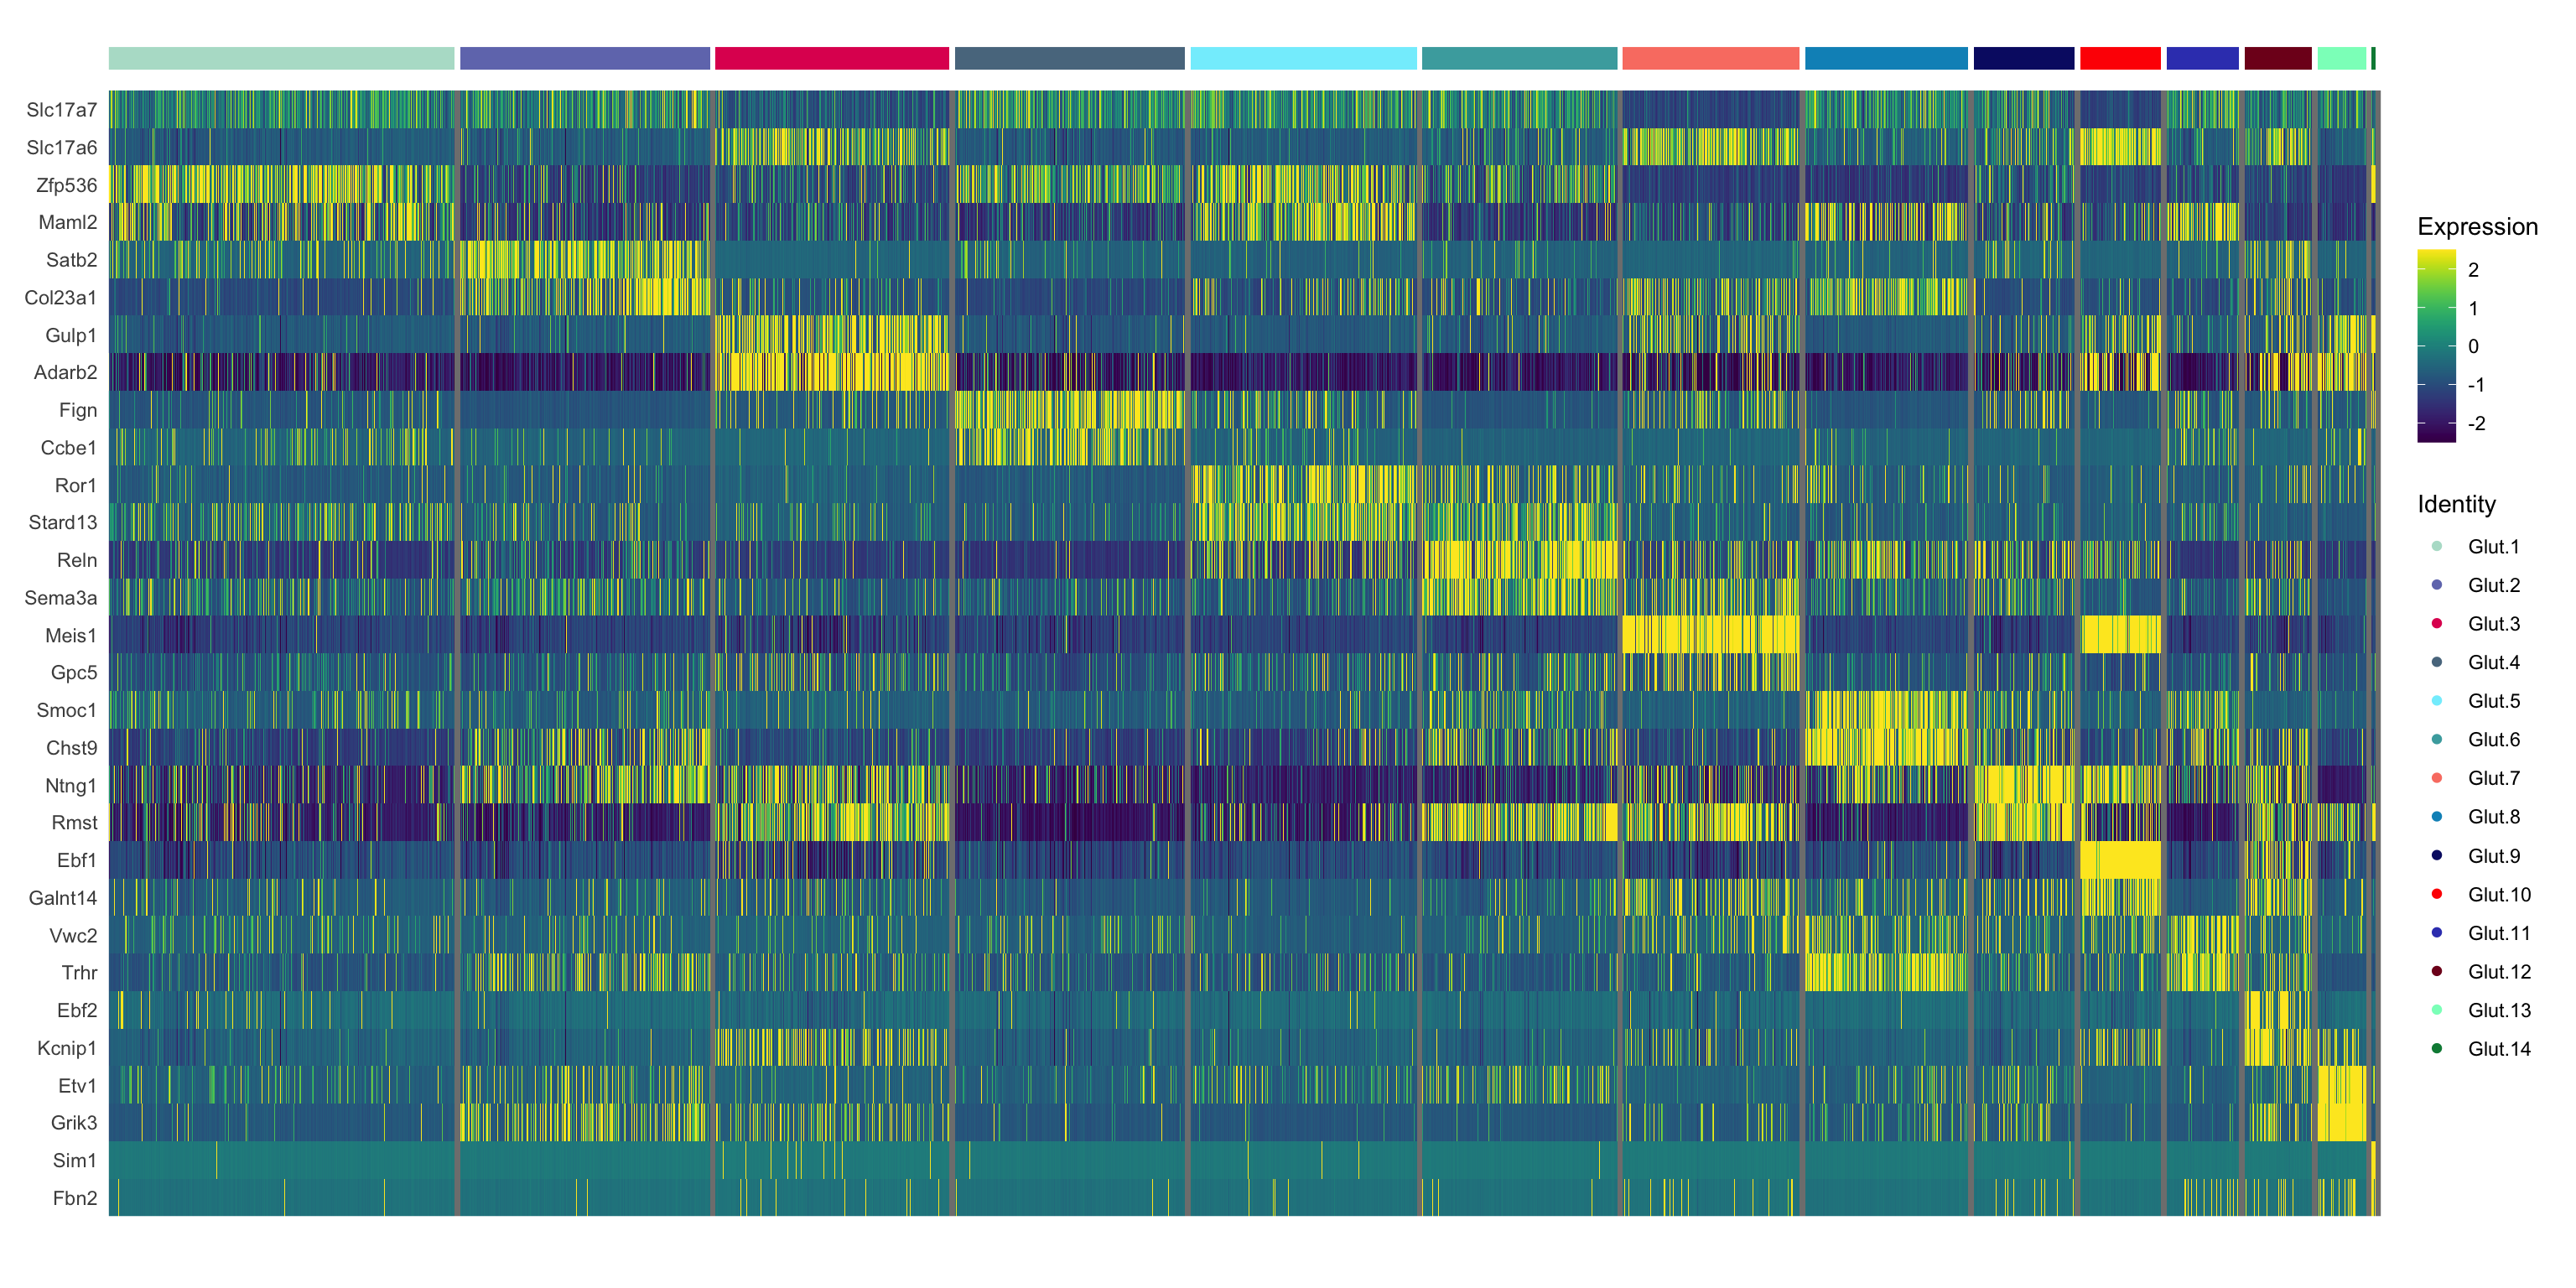 Slc17a7
Slc17a6
Zfp536
Maml2
Satb2
Col23a1
Gulp1
Adarb2
Fign
Ccbe1
Ror1
Stard13
Reln
Sema3a
Meis1
Gpc5
Smoc1
Chst9
Ntng1
Rmst
Ebf1
Galnt14
Vwc2
Trhr
Ebf2
Kcnip1
Etv1
Grik3
Sim1
Fbn2
Expression
2
1
0
-1
-2
Identity
Glut.1
Glut.2
Glut.3
Glut.4
Glut.5
Glut.6
Glut.7
Glut.8
Glut.9
Glut.10
Glut.11
Glut.12
Glut.13
Glut.14